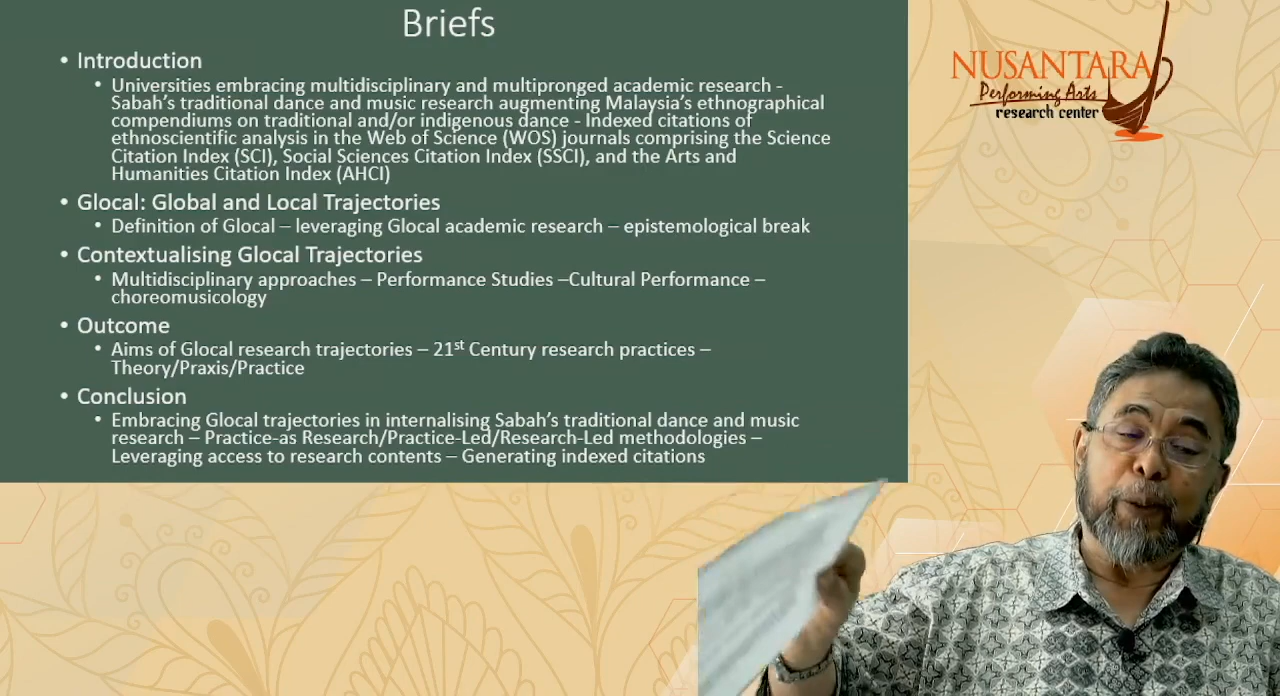 Briefs
• Introduction
• Universities embracing multidisciplinary and multipronged academic research -
Sabah's traditional dance and music research augmenting Malaysia's ethnographical
compendiums on traditional and/or indigenous dance - Indexed citations of
ethnoscientific analysis in the Web of Science (WOS) journals comprising the Science
Citation Index (SCI), Social Sciences Citation Index (SSCI), and the Arts and
Humanities Citation Index (AHCI)
• Glocal: Global and Local Trajectories
• Definition of Glocal – leveraging Glocal academic research – epistemological break
• Contextualising Glocal Trajectories
• Multidisciplinary approaches – Performance Studies –Cultural Performance –
choreomusicology
• Outcome
• Aims of Glocal research trajectories – 21st Century research practices –
Theory/Praxis/Practice
• Conclusion
• Embracing Glocal trajectories in internalising Sabah's traditional dance and music
research – Practice-as Research/Practice-Led/Research-Led methodologies –
Leveraging access to research contents – Generating indexed citations
NUSANTARA
Performing Arts
research center